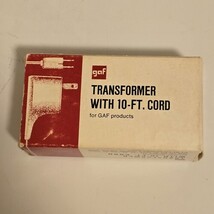 gaf
TRANSFORMER
WITH 10-FT. CORD
for GAF products